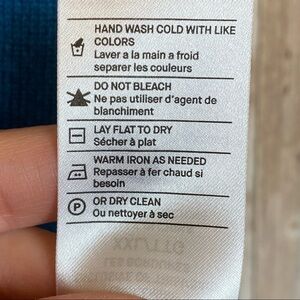 HAND WASH COLD WITH LIKE
COLORS
Laver a la main a froid
separer les couleurs
DO NOT BLEACH
Ne pas utiliser d'agent de
blanchiment
LAY FLAT TO DRY
Sécher à plat
WARM IRON AS NEEDED
Repasser à fer chaud si
besoin
P
OR DRY CLEAN
Ou nettoyer à sec